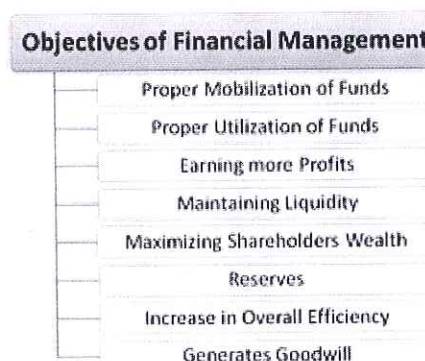 Objectives of Financial Management
Proper Mobilization of Funds
Proper Utilization of Funds
Earning more Profits
Maintaining Liquidity
Maximizing Shareholders Wealth
Reserves
Increase in Overall Efficiency
Generates Goodwill